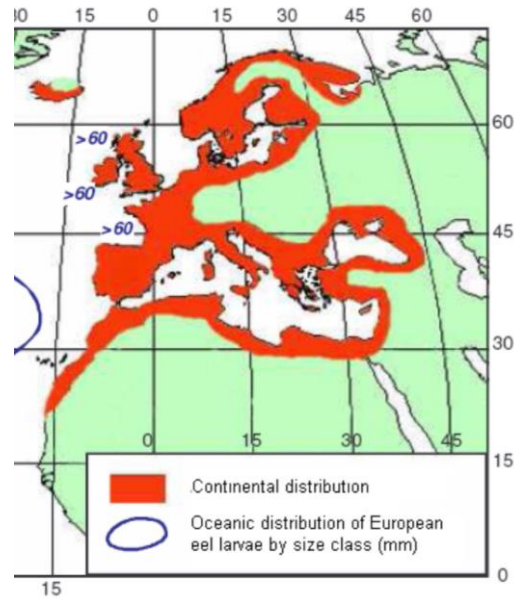 30 15 0 15 30 45 60
>60
60
>60
>60
45
30
0 15 30 45
15
Continental distribution
Oceanic distribution of European
eel larvae by size class (mm)
0
15